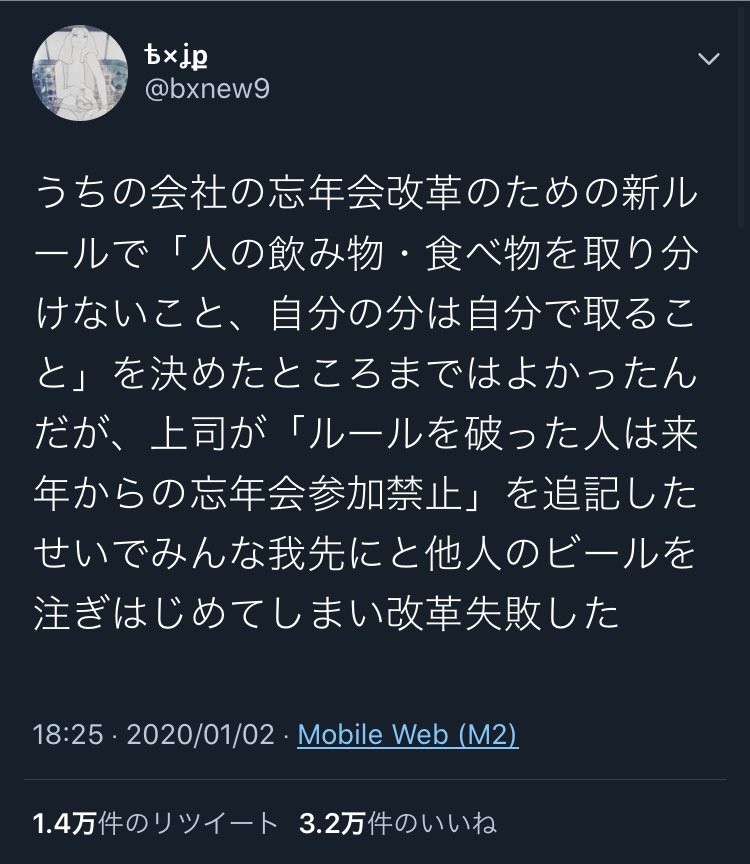 ѣ×ʝꝑ
@bxnew9
うちの会社の忘年会改革のための新ル
ールで「人の飲み物・食べ物を取り分
けないこと、自分の分は自分で取るこ
と」を決めたところまではよかったん
だが、上司が「ルールを破った人は来
年からの忘年会参加禁止」を追記した
せいでみんな我先にと他人のビールを
注ぎはじめてしまい改革失敗した
18:25 · 2020/01/02 · Mobile Web (M2)
1.4万件のリツイート 3.2万件のいいね